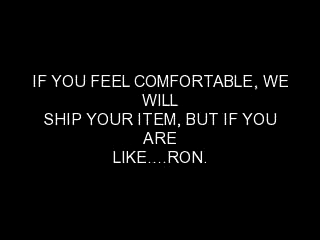 IF YOU FEEL COMFORTABLE, WE
WILL
SHIP YOUR ITEM, BUT IF YOU
ARE
LIKE....RON.